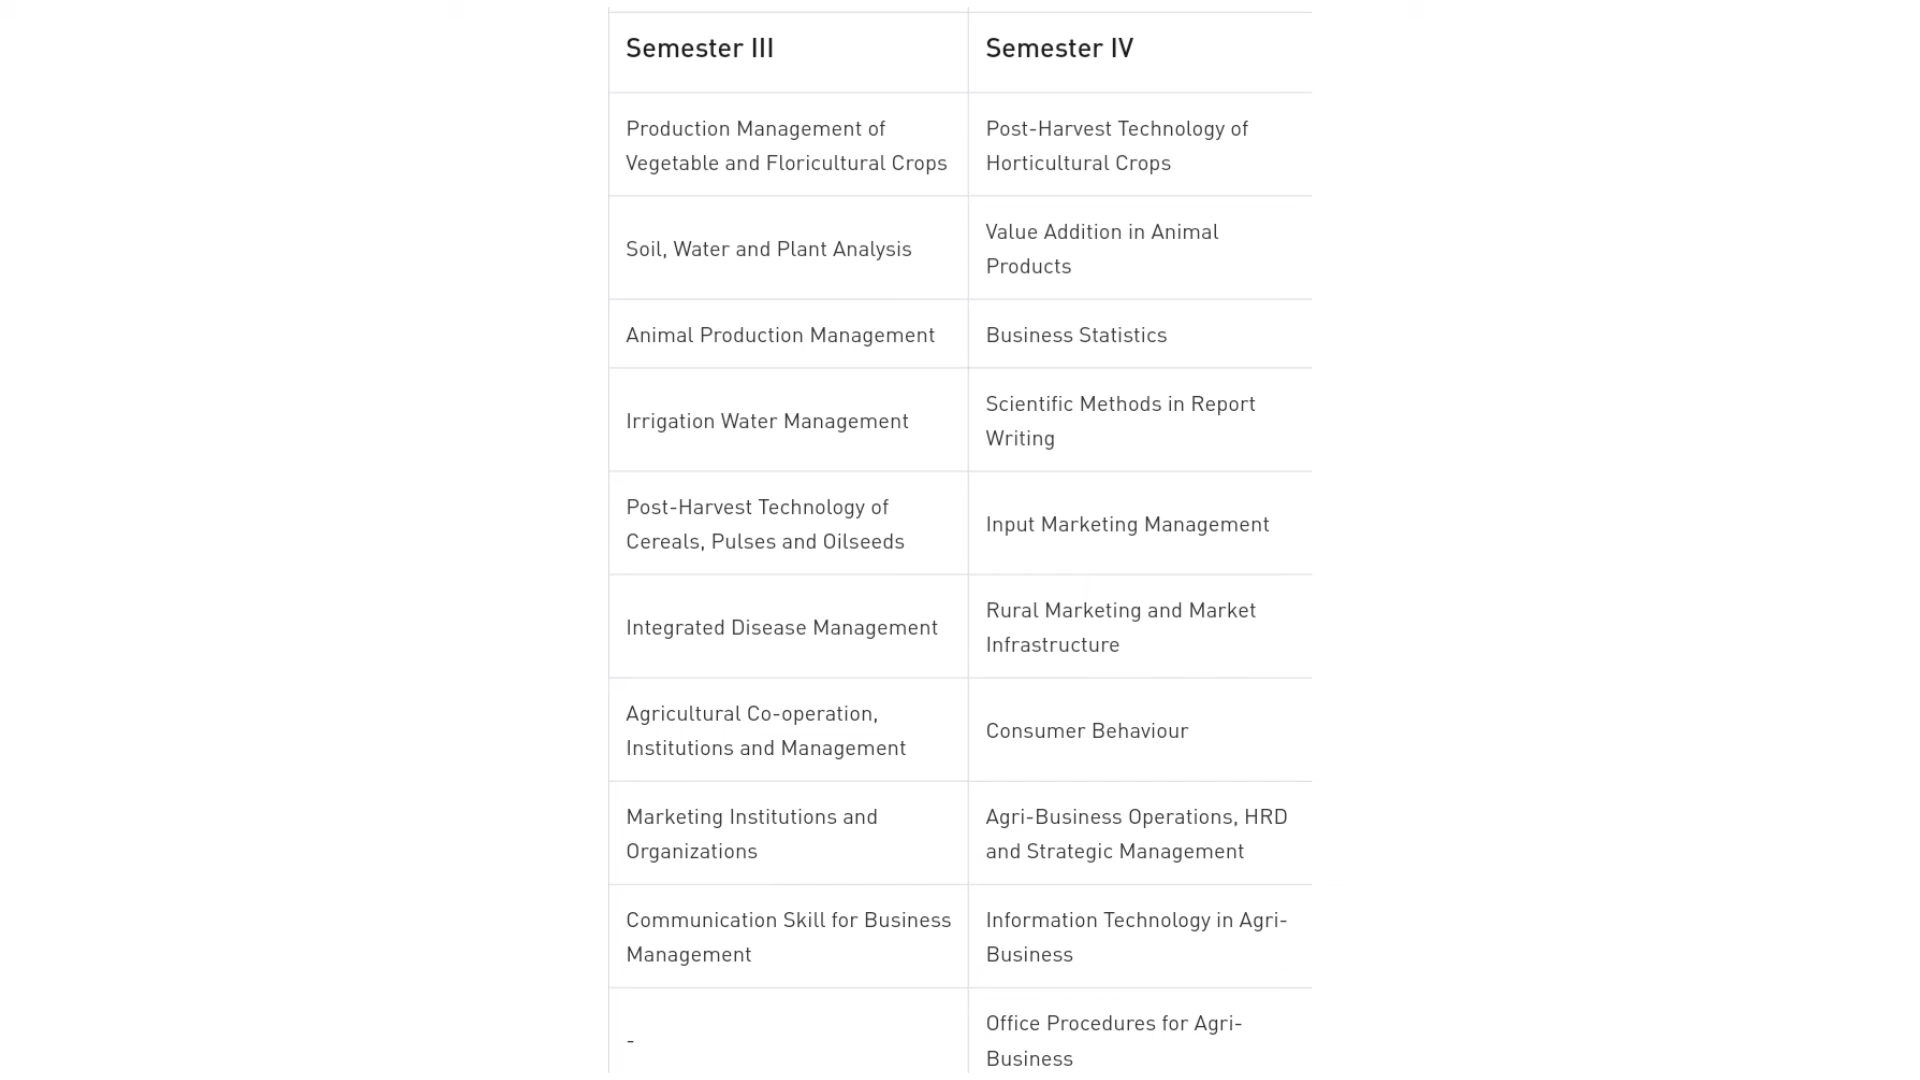 Semester III
Semester IV
Production Management of
Vegetable and Floricultural Crops
Post-Harvest Technology of
Horticultural Crops
Soil, Water and Plant Analysis
Value Addition in Animal
Products
Animal Production Management
Business Statistics
Irrigation Water Management
Scientific Methods in Report
Writing
Post-Harvest Technology of
Cereals, Pulses and Oilseeds
Input Marketing Management
Integrated Disease Management
Rural Marketing and Market
Infrastructure
Agricultural Co-operation,
Institutions and Management
Consumer Behaviour
Marketing Institutions and
Organizations
Agri-Business Operations, HRD
and Strategic Management
Communication Skill for Business
Management
Information Technology in Agri-
Business
-
Office Procedures for Agri-
Business